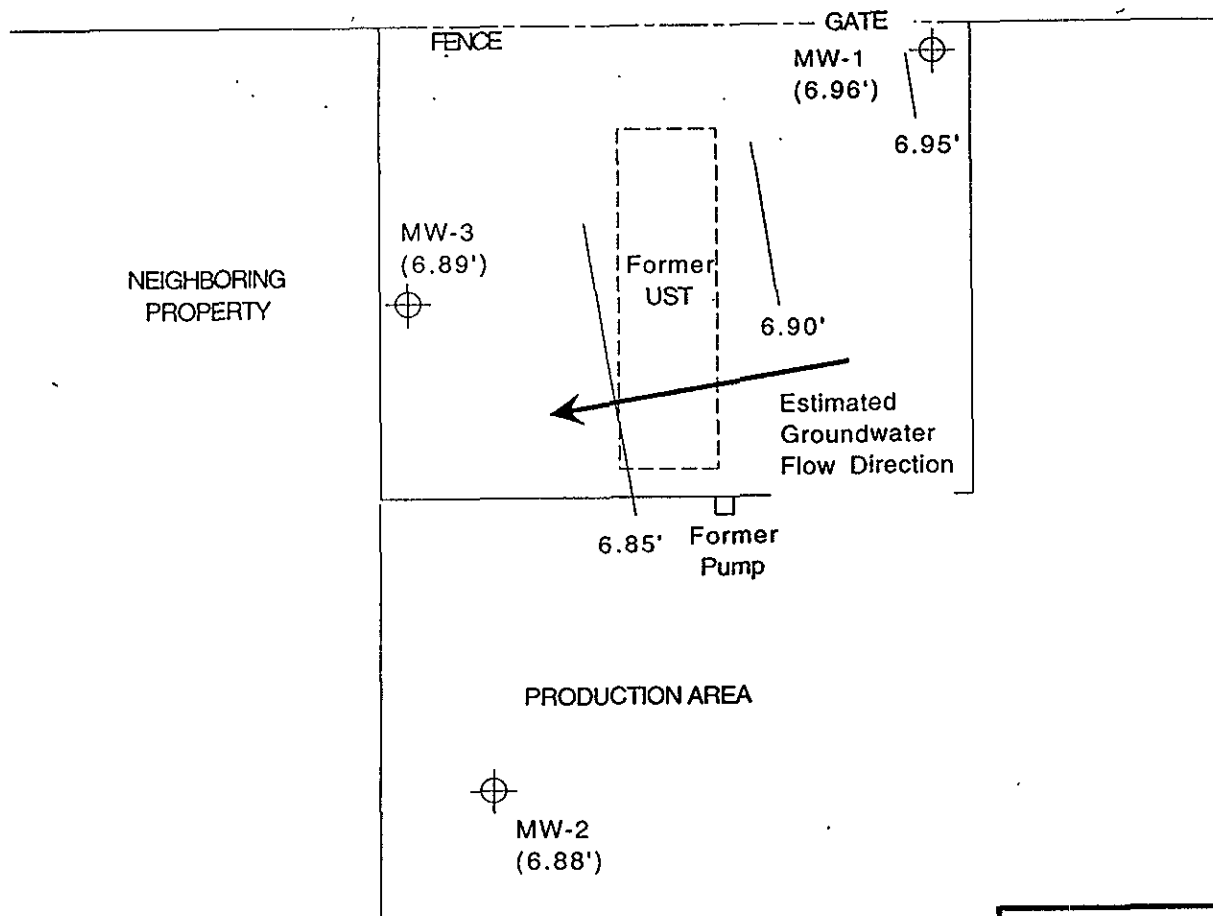 GATE
FENCE
MW-1
(6.96')
6.95'
MW-3
(6.89')
NEIGHBORING
PROPERTY
Former
UST
6.90'
Estimated
Groundwater
Flow Direction
6.85'
Former
Pump
PRODUCTION AREA
MW-2
(6.88')